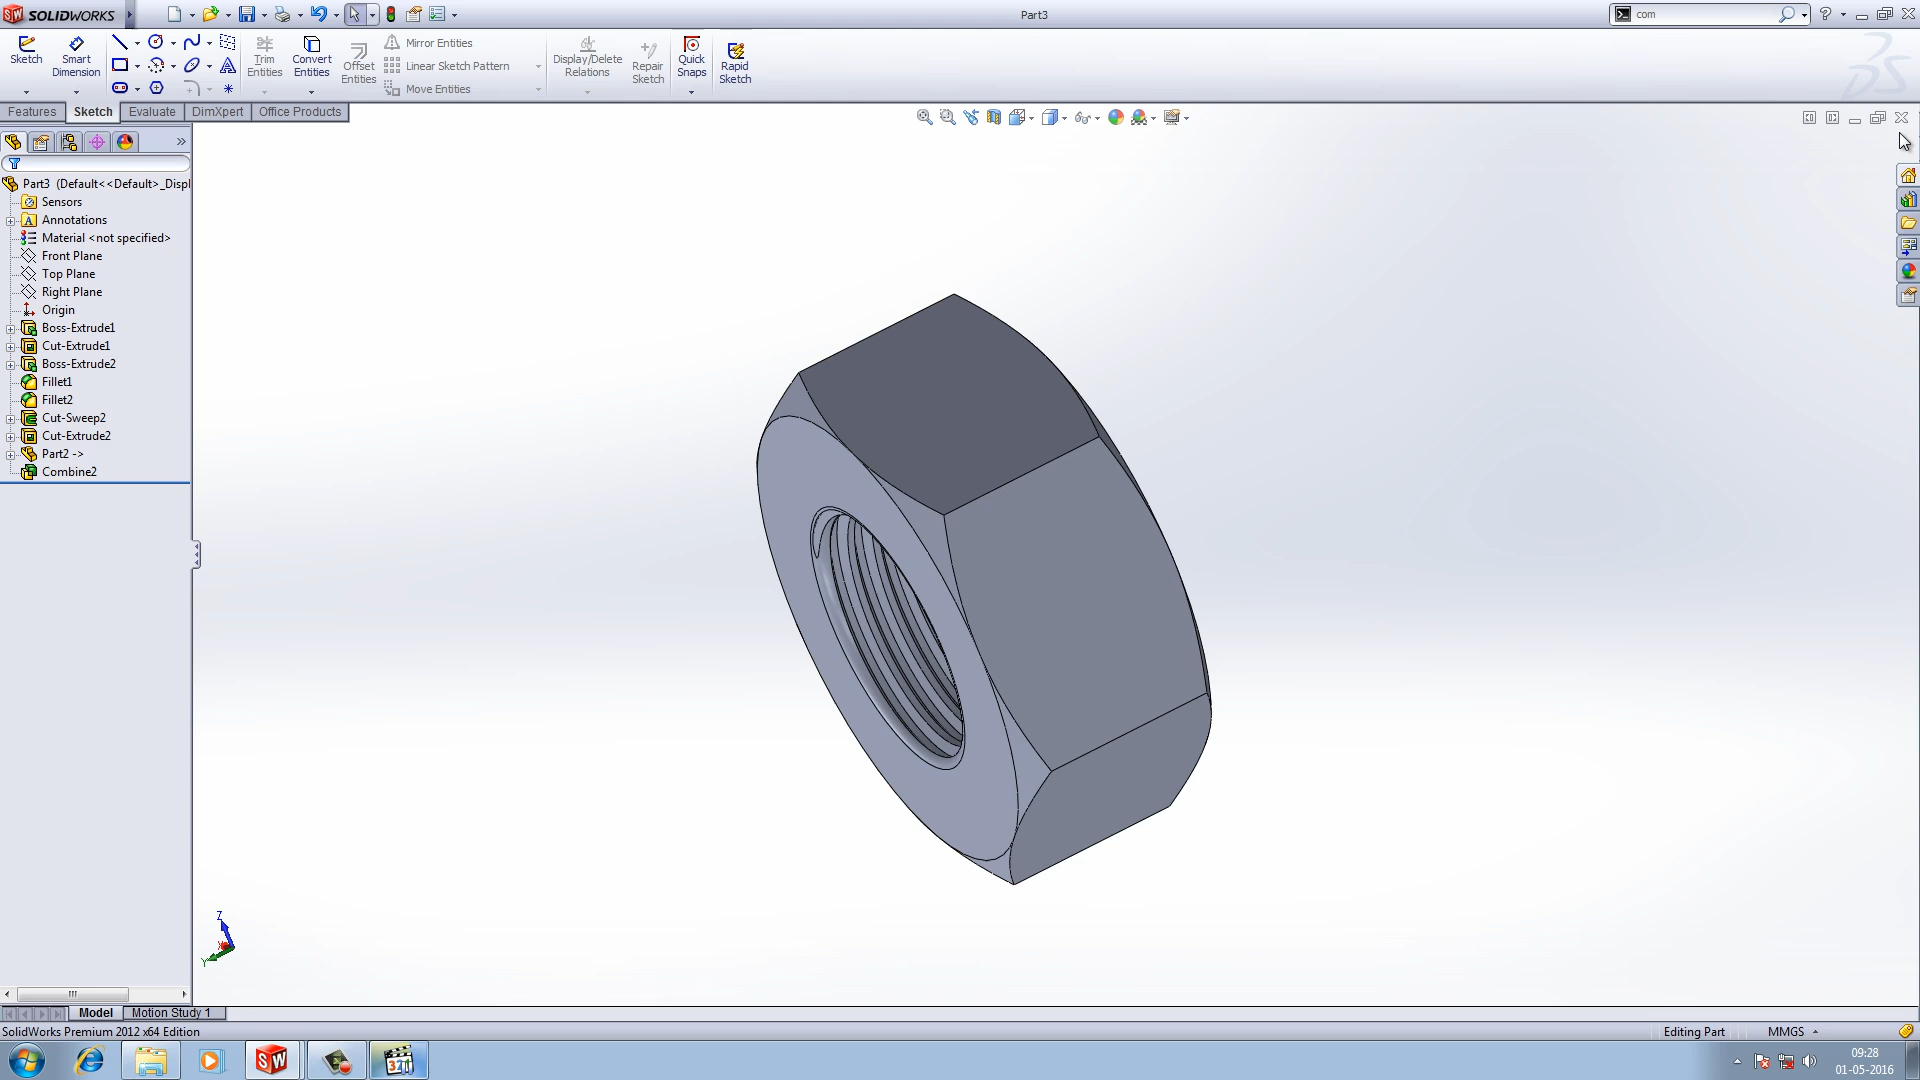 SOLIDWORKS
Part3
com
Sketch
Smart
Dimension
Trim
Entities
Convert
Entities
Offset
Entities
Mirror Entities
Linear Sketch Pattern
Move Entities
Display/Delete
Relations
Repair
Sketch
Quick
Snaps
Rapid
Sketch
Features
Sketch
Evaluate
DimXpert
Office Products
Part3 (Default<<Default>_Displ
Sensors
Annotations
Material <not specified>
Front Plane
Top Plane
Right Plane
Origin
Boss-Extrude1
Cut-Extrude1
Boss-Extrude2
Fillet1
Fillet2
Cut-Sweep2
Cut-Extrude2
Part2 ->
Combine2
Z
X
Y
Model
Motion Study 1
SolidWorks Premium 2012 x64 Edition
Editing Part
MMGS
SW
321
09:28
01-05-2016